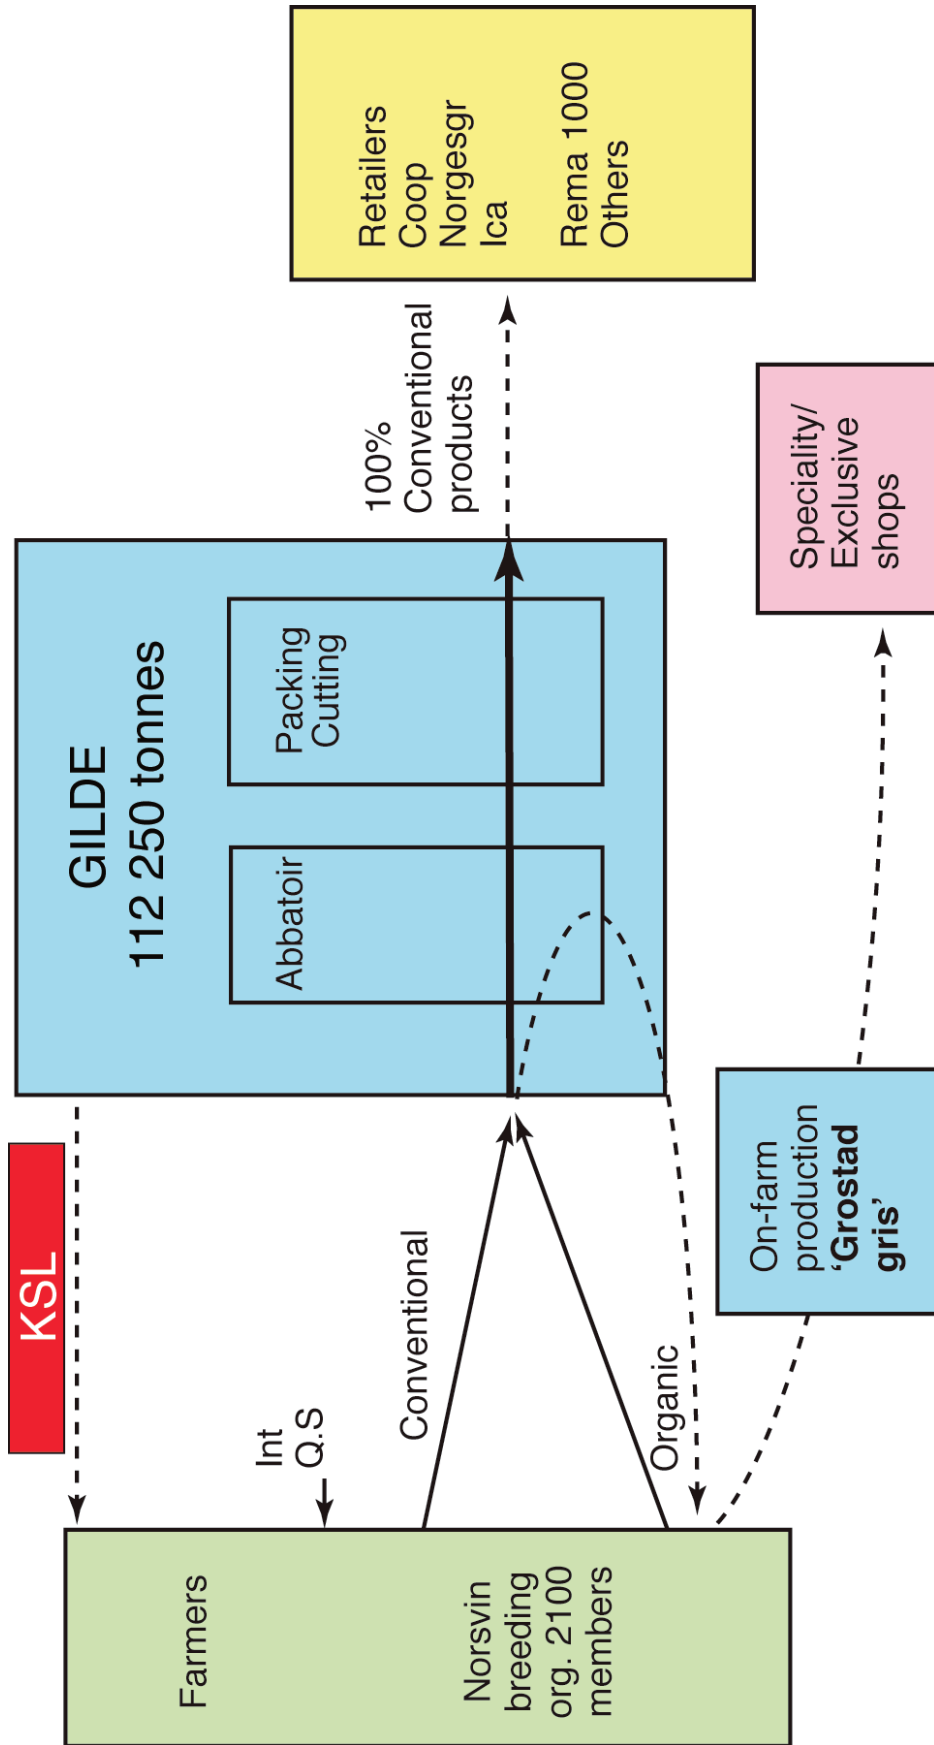 KSL
Farmers
Norsvin
breeding
org. 2100
members
Int
Q.S
Conventional
Organic
GILDE
112 250 tonnes
Abbatoir
Packing
Cutting
100%
Conventional
products
Retailers
Coop
Norgesgr
Ica
Rema 1000
Others
On-farm
production
‘Grostad
gris’
Speciality/
Exclusive
shops